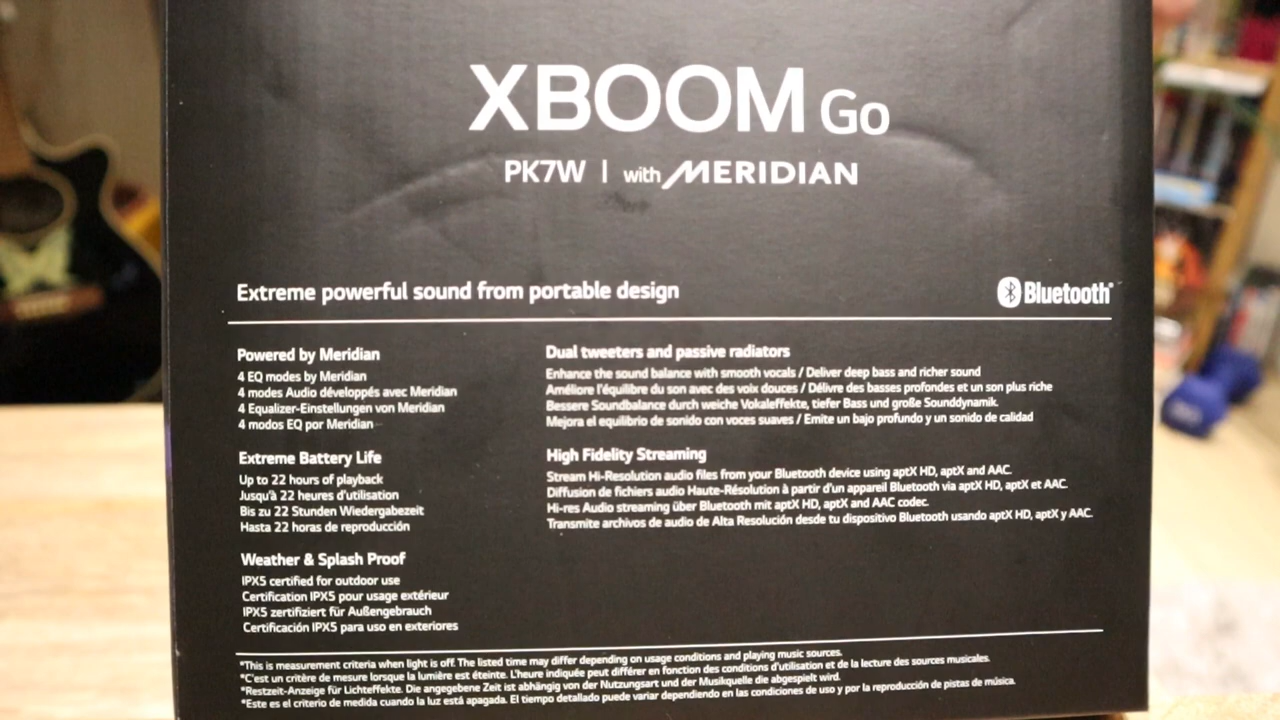 XBOOM Go
PK7W | with MERIDIAN
Extreme powerful sound from portable design
Bluetooth®
Powered by Meridian
4 EQ modes by Meridian
4 modes Audio développés avec Meridian
4 Equalizer-Einstellungen von Meridian
4 modos EQ por Meridian
Extreme Battery Life
Up to 22 hours of playback
Jusqu'à 22 heures d'utilisation
Bis zu 22 Stunden Wiedergabezeit
Hasta 22 horas de reproducción
Weather & Splash Proof
IPX5 certified for outdoor use
Certification IPX5 pour usage extérieur
IPX5 zertifiziert für Außengebrauch
Certificación IPX5 para uso en exteriores
Dual tweeters and passive radiators
Enhance the sound balance with smooth vocals / Deliver deep bass and richer sound
Améliore l'équilibre du son avec des voix douces / Délivre des basses profondes et un son plus riche
Bessere Soundbalance durch weiche Vokaleffekte, tiefer Bass und große Sounddynamik.
Mejora el equilibrio de sonido con voces suaves / Emite un bajo profundo y un sonido de calidad
High Fidelity Streaming
Stream Hi-Resolution audio files from your Bluetooth device using aptX HD, aptX and AAC.
Diffusion de fichiers audio Haute-Résolution à partir d'un appareil Bluetooth via aptX HD, aptX et AAC.
Hi-res Audio streaming über Bluetooth mit aptX HD, aptX and AAC codec.
Transmite archivos de audio de Alta Resolución desde tu dispositivo Bluetooth usando aptX HD, aptX y AAC.
*This is measurement criteria when light is off. The listed time may differ depending on usage conditions and playing music sources.
*C'est un critère de mesure lorsque la lumière est éteinte. L'heure indiquée peut différer en fonction des conditions d'utilisation et de la lecture des sources musicales.
*Restzeit-Anzeige für Lichteffekte. Die angegebene Zeit ist abhängig von der Nutzungsart und der Musikquelle die abgespielt wird.
*Este es el criterio de medida cuando la luz está apagada. El tiempo detallado puede variar dependiendo en las condiciones de uso y por la reproducción de pistas de música.